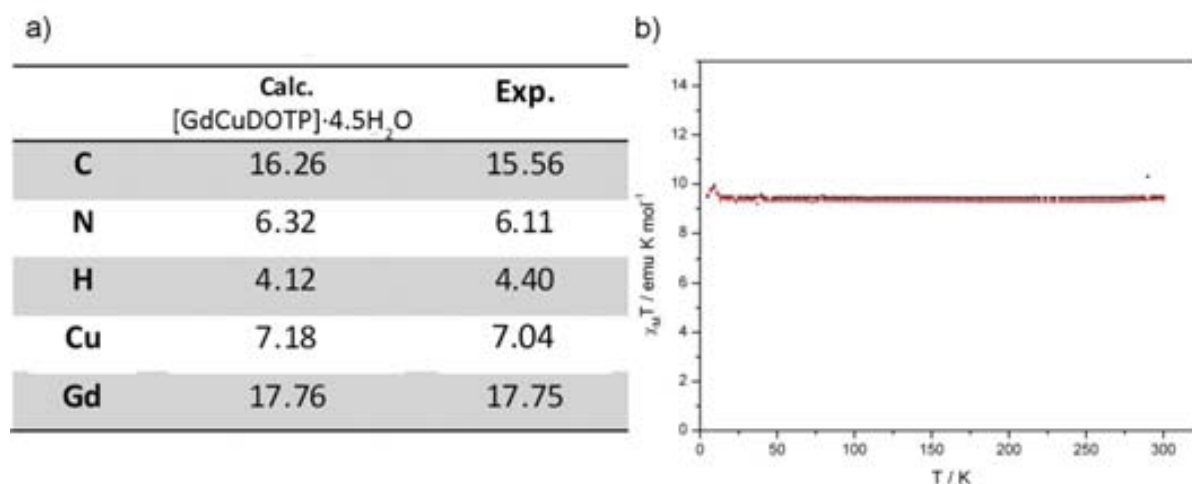 a)
Calc. Exp.
[GdCuDOTP]·4.5H₂O
C 16.26 15.56
N 6.32 6.11
H 4.12 4.40
Cu 7.18 7.04
Gd 17.76 17.75
b)
14
12
10
8
6
4
2
0
χ_MT / emu K mol⁻¹
0 50 100 150 200 250 300
T / K